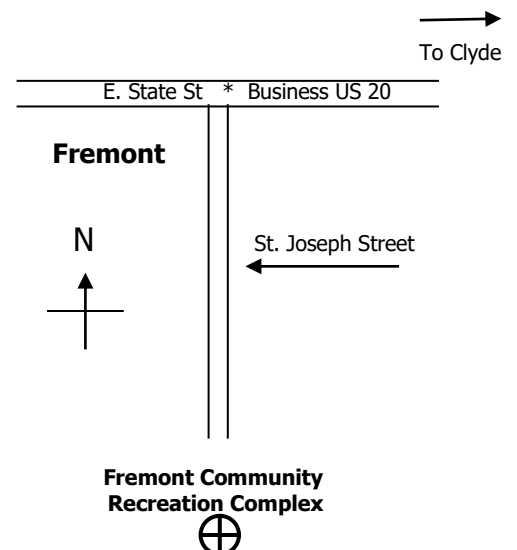 To Clyde
E. State St * Business US 20
Fremont
N
St. Joseph Street
Fremont Community
Recreation Complex